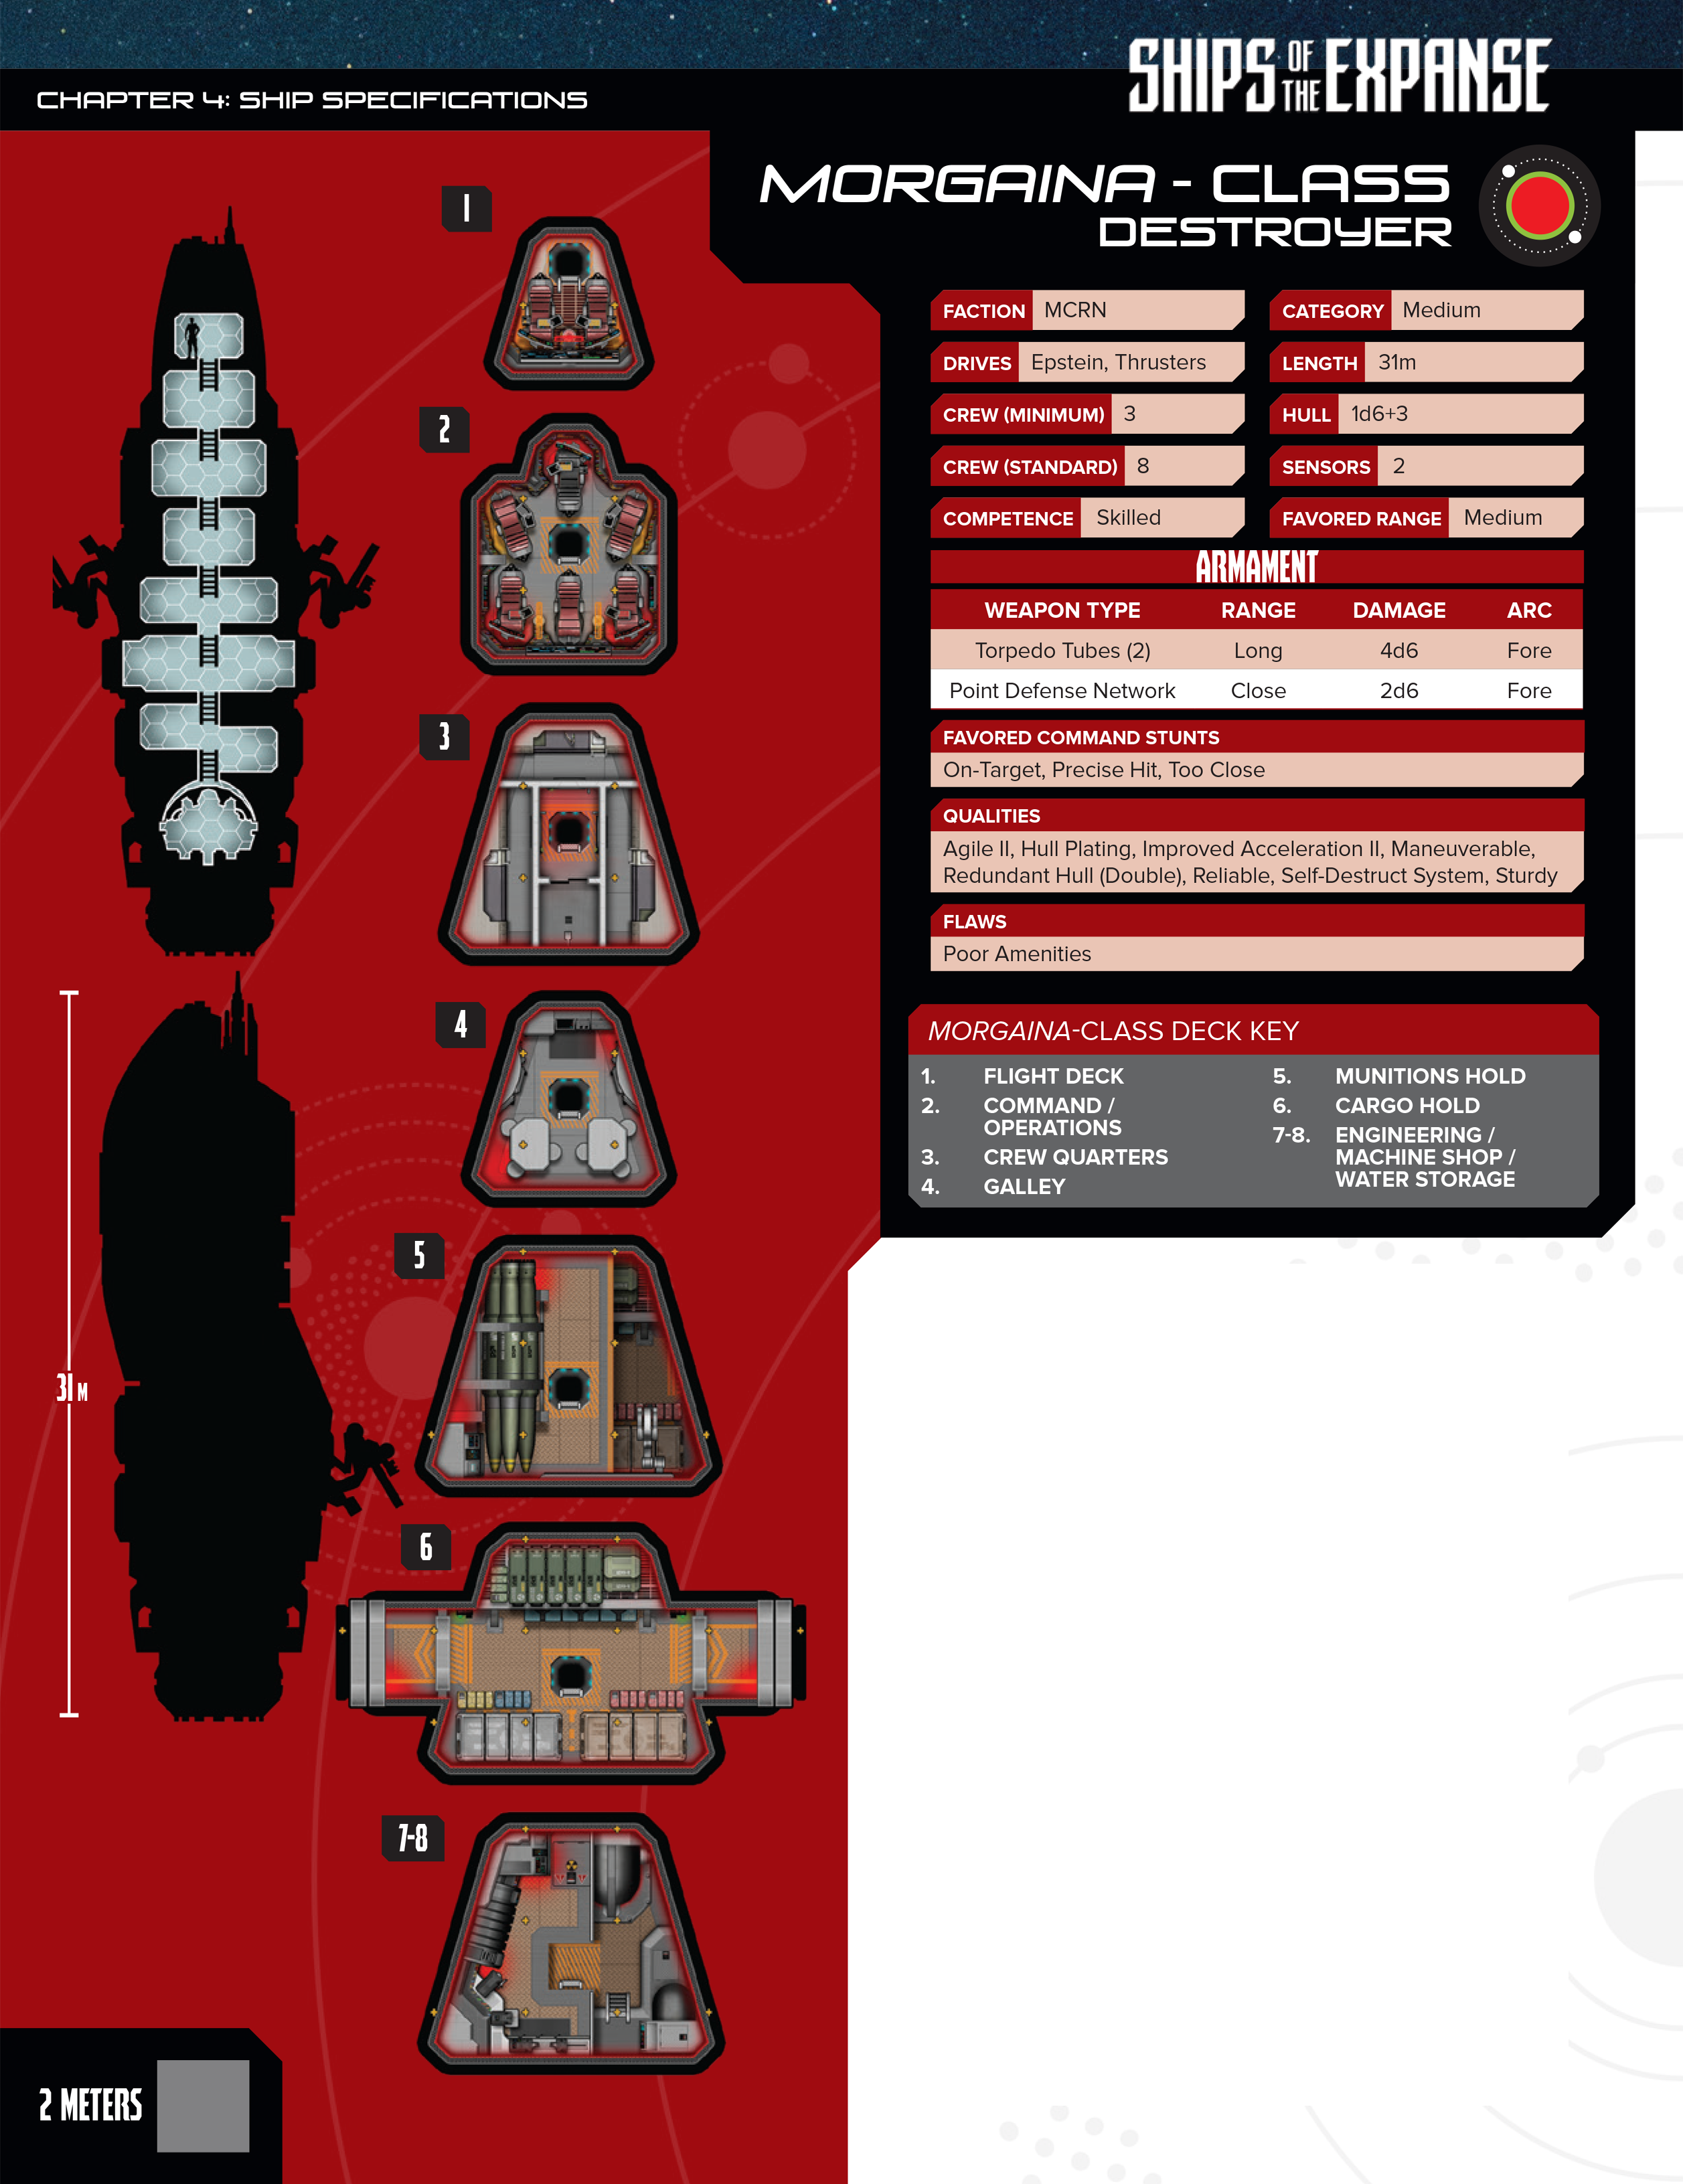 SHIPS OF THE EXPANSE
CHAPTER 4: SHIP SPECIFICATIONS
MORGAINA - CLASS
DESTROYER
FACTION MCRN
CATEGORY Medium
DRIVES Epstein, Thrusters
LENGTH 31m
CREW (MINIMUM) 3
HULL 1d6+3
CREW (STANDARD) 8
SENSORS 2
COMPETENCE Skilled
FAVORED RANGE Medium
ARMAMENT
WEAPON TYPE RANGE DAMAGE ARC
Torpedo Tubes (2) Long 4d6 Fore
Point Defense Network Close 2d6 Fore
FAVORED COMMAND STUNTS
On-Target, Precise Hit, Too Close
QUALITIES
Agile II, Hull Plating, Improved Acceleration II, Maneuverable,
Redundant Hull (Double), Reliable, Self-Destruct System, Sturdy
FLAWS
Poor Amenities
MORGAINA-CLASS DECK KEY
1. FLIGHT DECK
2. COMMAND /
OPERATIONS
3. CREW QUARTERS
4. GALLEY
5. MUNITIONS HOLD
6. CARGO HOLD
7-8. ENGINEERING /
MACHINE SHOP /
WATER STORAGE
1
2
3
4
5
6
7-8
31 M
2 METERS